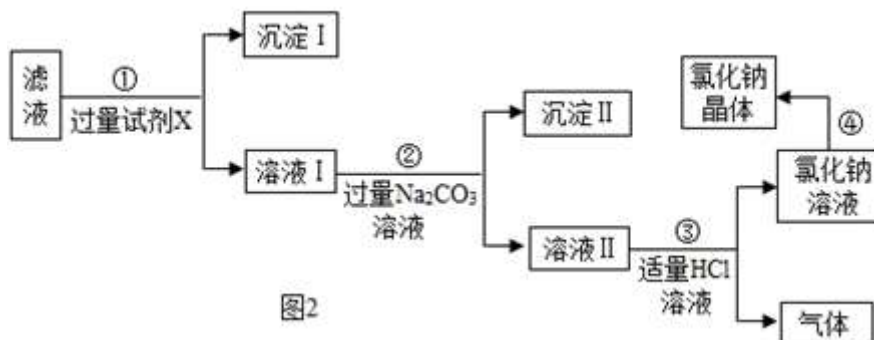 滤
液
①
过量试剂X
沉淀Ⅰ
溶液Ⅰ
②
过量Na₂CO₃
溶液
沉淀Ⅱ
溶液Ⅱ
③
适量HCl
溶液
氯化钠
晶体
④
氯化钠
溶液
气体
图2